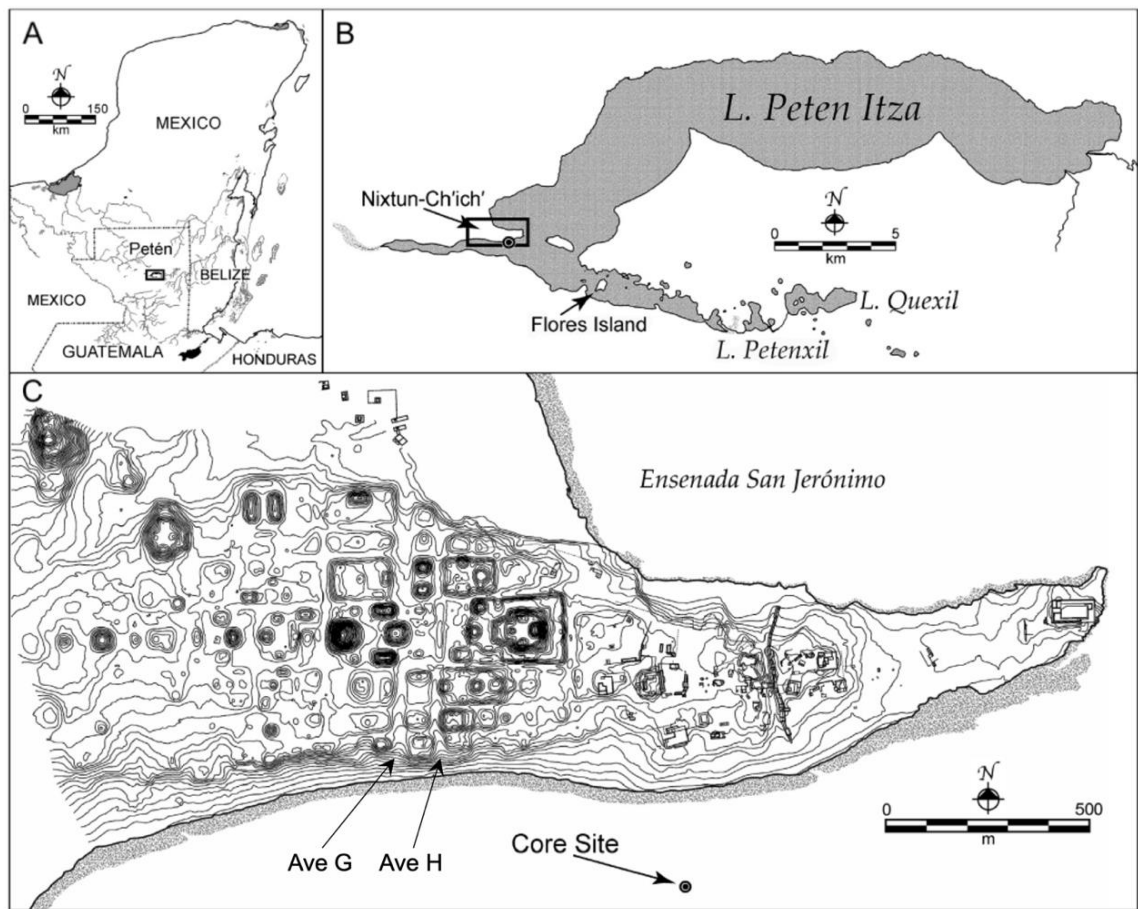 A
N
0 150
km
MEXICO
Petén
BELIZE
MEXICO
GUATEMALA
HONDURAS
B
L. Peten Itza
Nixtun-Ch'ich'
N
0 5
km
Flores Island
L. Quexil
L. Petenxil
C
Ensenada San Jerónimo
N
0 500
m
Ave G Ave H
Core Site